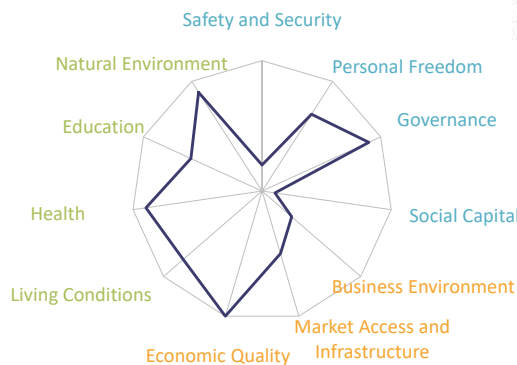 Safety and Security
Natural Environment
Personal Freedom
Education
Governance
Health
Social Capital
Living Conditions
Business Environment
Market Access and
Infrastructure
Economic Quality